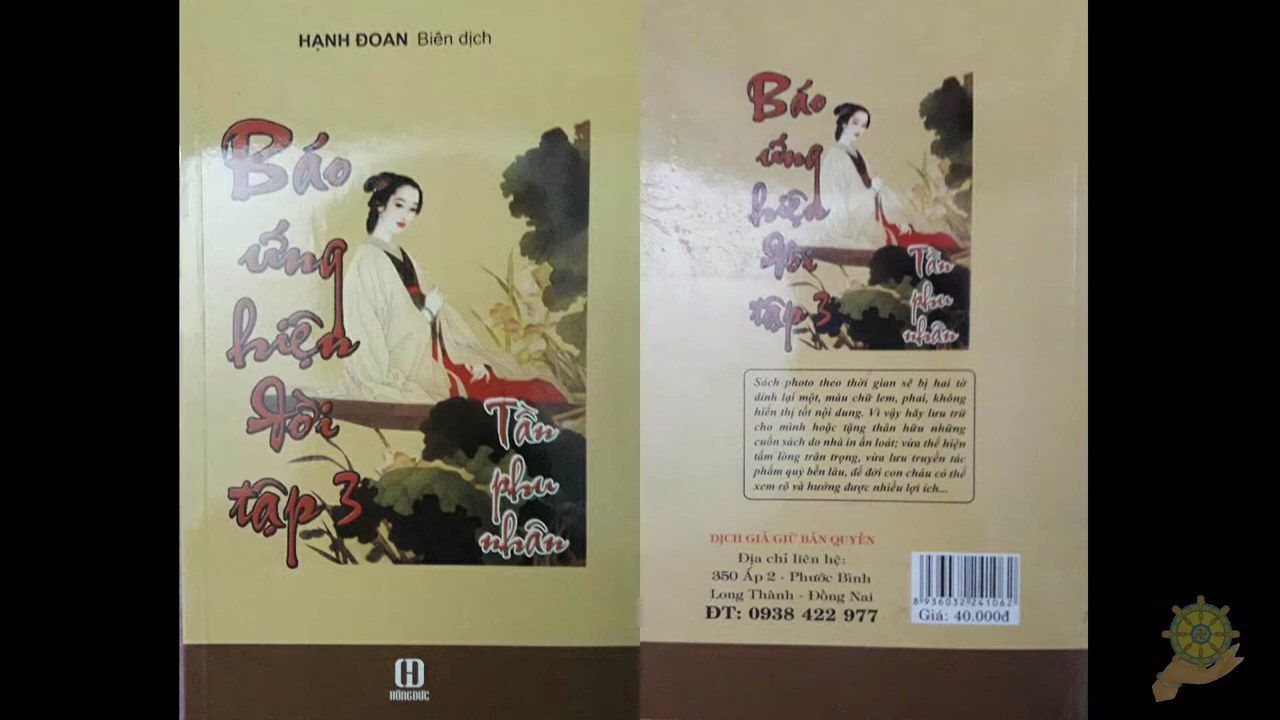 HẠNH ĐOAN Biên dịch
Báo
ứng
hiện
đời
tập 3
Tần
phu
nhân
HỒNG ĐỨC
Báo
ứng
hiện
đời
tập 3
Tần
phu
nhân
Sách photo theo thời gian sẽ bị hai tờ
dính lại một, màu chữ lem, phai, không
hiển thị tốt nội dung. Vì vậy hãy lưu trữ
cho mình hoặc tặng thân hữu những
cuốn sách do nhà in ấn loát; vừa thể hiện
tấm lòng trân trọng, vừa lưu truyền tác
phẩm quý bền lâu, để đời con cháu có thể
xem rõ và hưởng được nhiều lợi ích...
DỊCH GIẢ GIỮ BẢN QUYỀN
Địa chỉ liên hệ:
350 Ấp 2 - Phước Bình
Long Thành - Đồng Nai
ĐT: 0938 422 977
8 936032 241062
Giá: 40.000đ